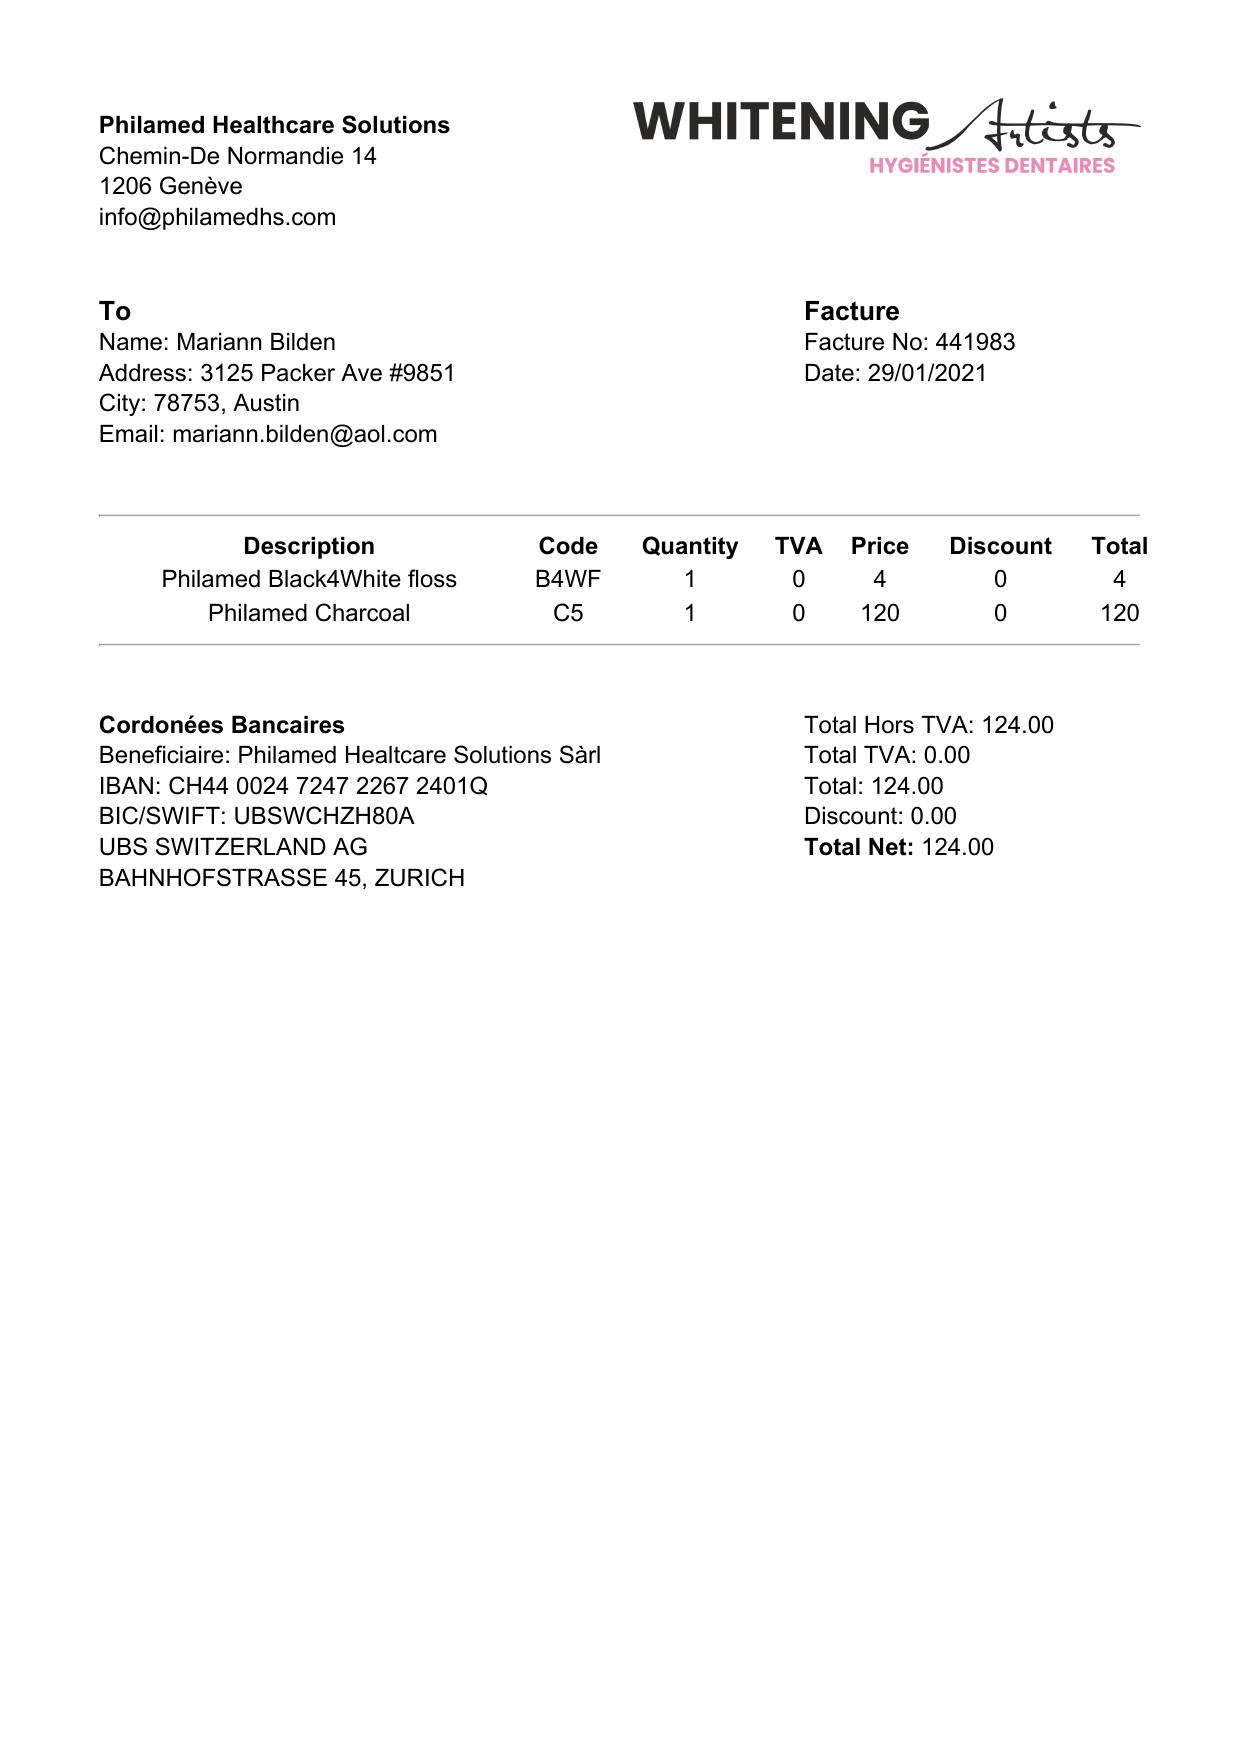 Philamed Healthcare Solutions
Chemin-De Normandie 14
1206 Genève
info@philamedhs.com
WHITENING Artists
HYGIÉNISTES DENTAIRES
To
Name: Mariann Bilden
Address: 3125 Packer Ave #9851
City: 78753, Austin
Email: mariann.bilden@aol.com
Facture
Facture No: 441983
Date: 29/01/2021
Description Code Quantity TVA Price Discount Total
Philamed Black4White floss B4WF 1 0 4 0 4
Philamed Charcoal C5 1 0 120 0 120
Cordonées Bancaires
Beneficiaire: Philamed Healtcare Solutions Sàrl
IBAN: CH44 0024 7247 2267 2401Q
BIC/SWIFT: UBSWCHZH80A
UBS SWITZERLAND AG
BAHNHOFSTRASSE 45, ZURICH
Total Hors TVA: 124.00
Total TVA: 0.00
Total: 124.00
Discount: 0.00
Total Net: 124.00